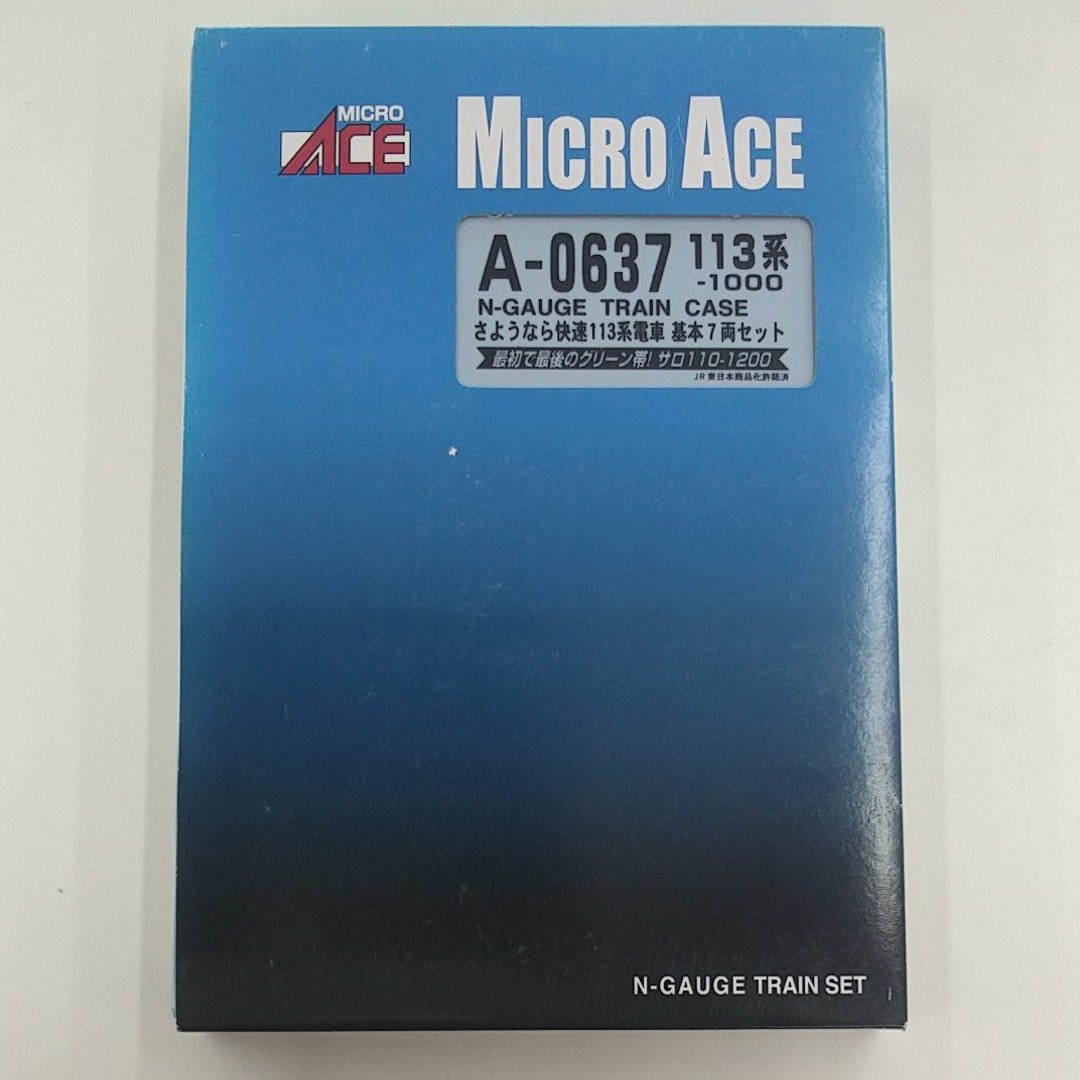 MICRO
ACE
MICRO ACE
A-0637 113系
-1000
N-GAUGE TRAIN CASE
さようなら快速113系電車 基本7両セット
最初で最後のグリーン帯!サロ110-1200
JR東日本商品化許諾済
N-GAUGE TRAIN SET